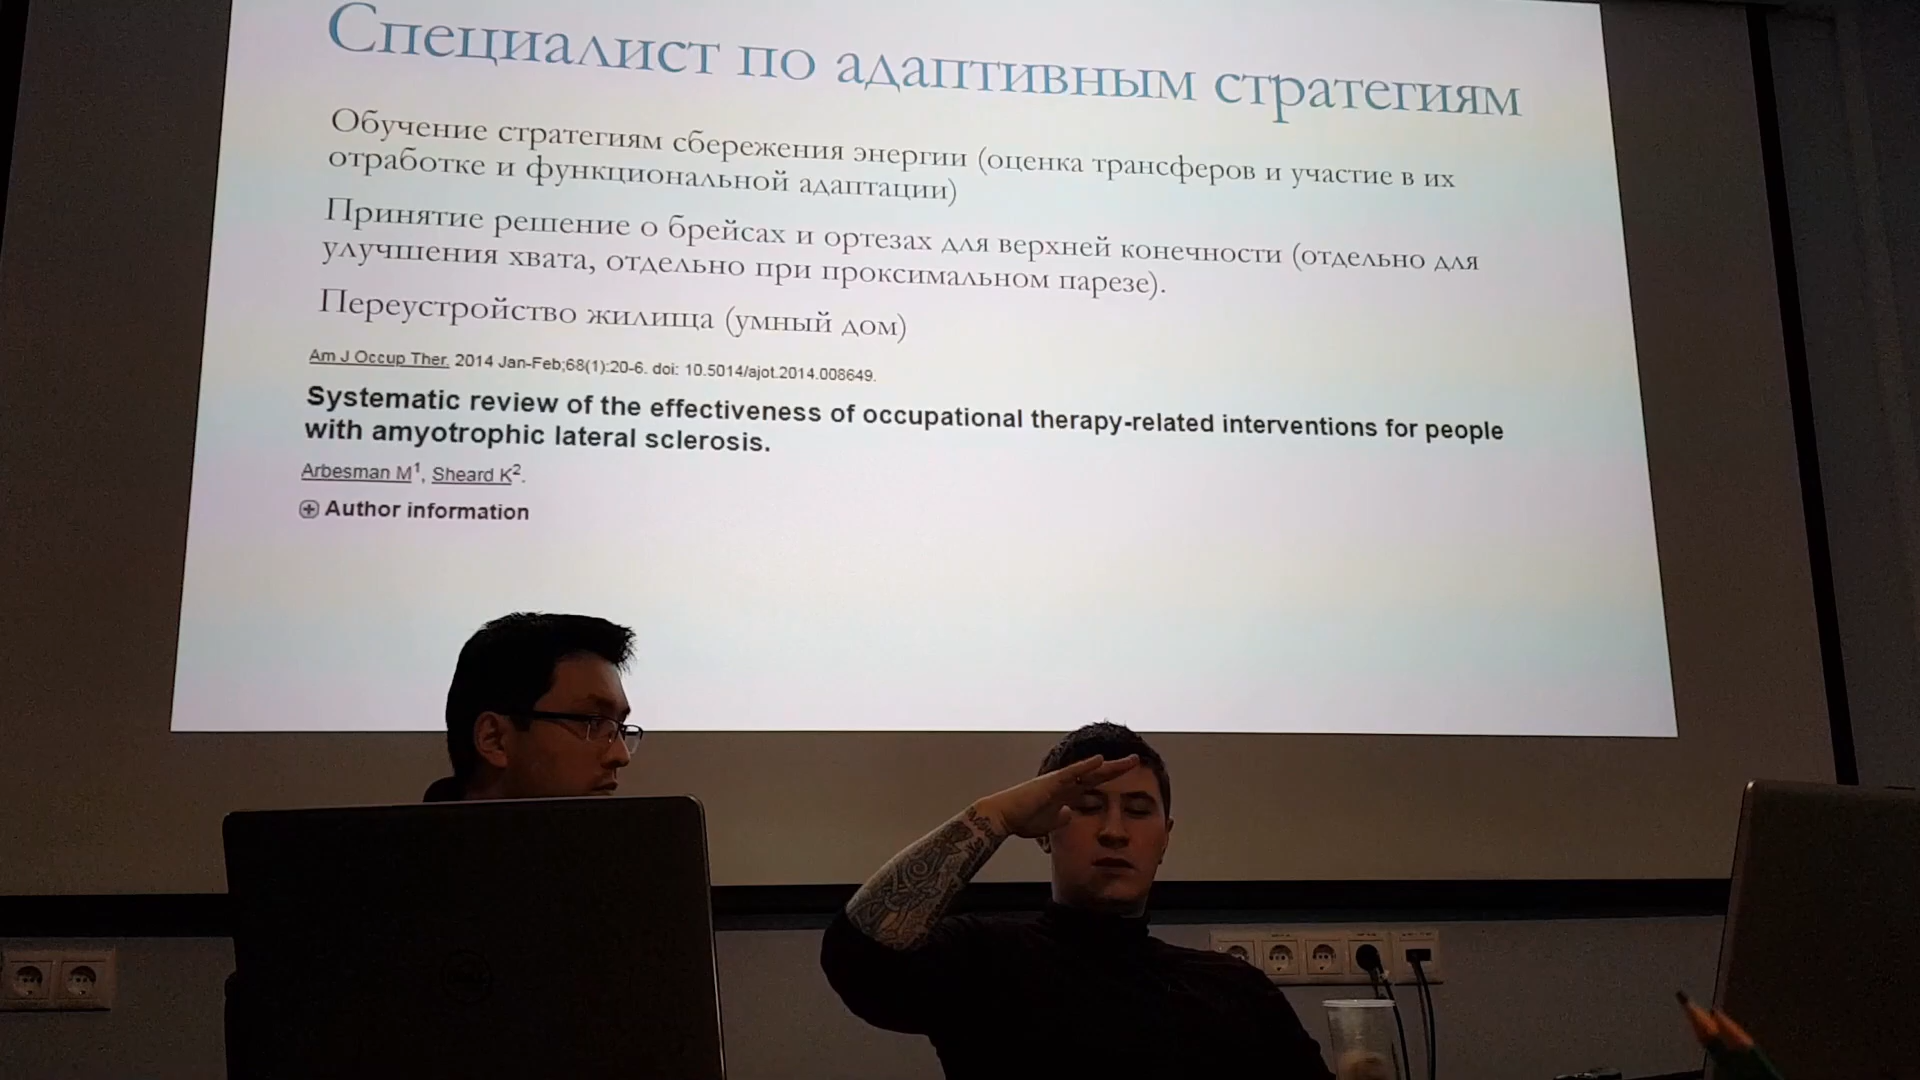 Специалист по адаптивным стратегиям
Обучение стратегиям сбережения энергии (оценка трансферов и участие в их
отработке и функциональной адаптации)
Принятие решение о брейсах и ортезах для верхней конечности (отдельно для
улучшения хвата, отдельно при проксимальном парезе).
Переустройство жилища (умный дом)
Am J Occup Ther. 2014 Jan-Feb;68(1):20-6. doi: 10.5014/ajot.2014.008649.
Systematic review of the effectiveness of occupational therapy-related interventions for people
with amyotrophic lateral sclerosis.
Arbesman M1, Sheard K2.
Author information
DELL